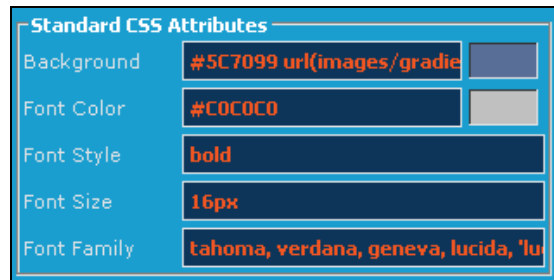 Standard CSS Attributes
Background #5C7099 url(images/gradie
Font Color #C0C0C0
Font Style bold
Font Size 16px
Font Family tahoma, verdana, geneva, lucida, 'lu